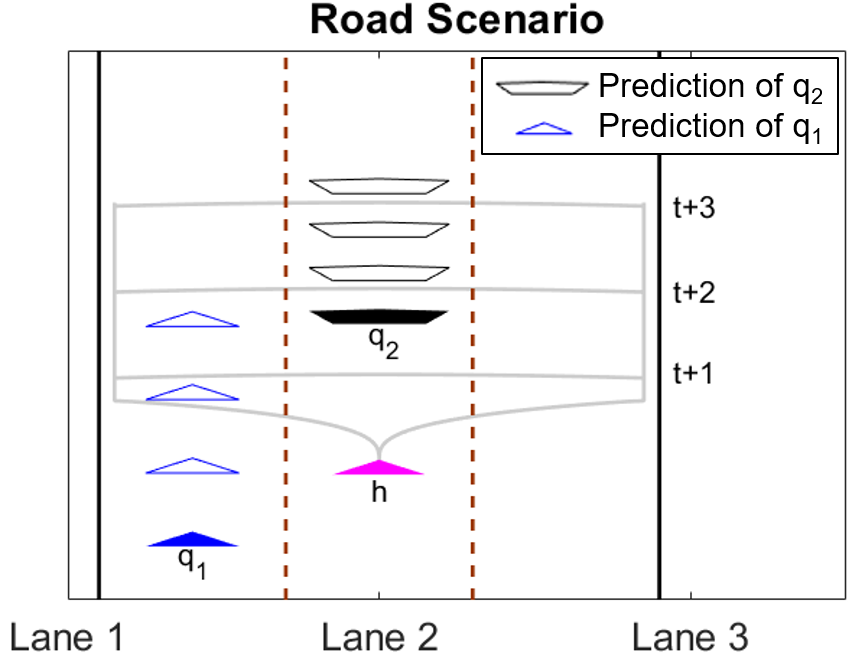 Road Scenario
Prediction of q₂
Prediction of q₁
t+3
t+2
q₂
t+1
h
q₁
Lane 1 Lane 2 Lane 3